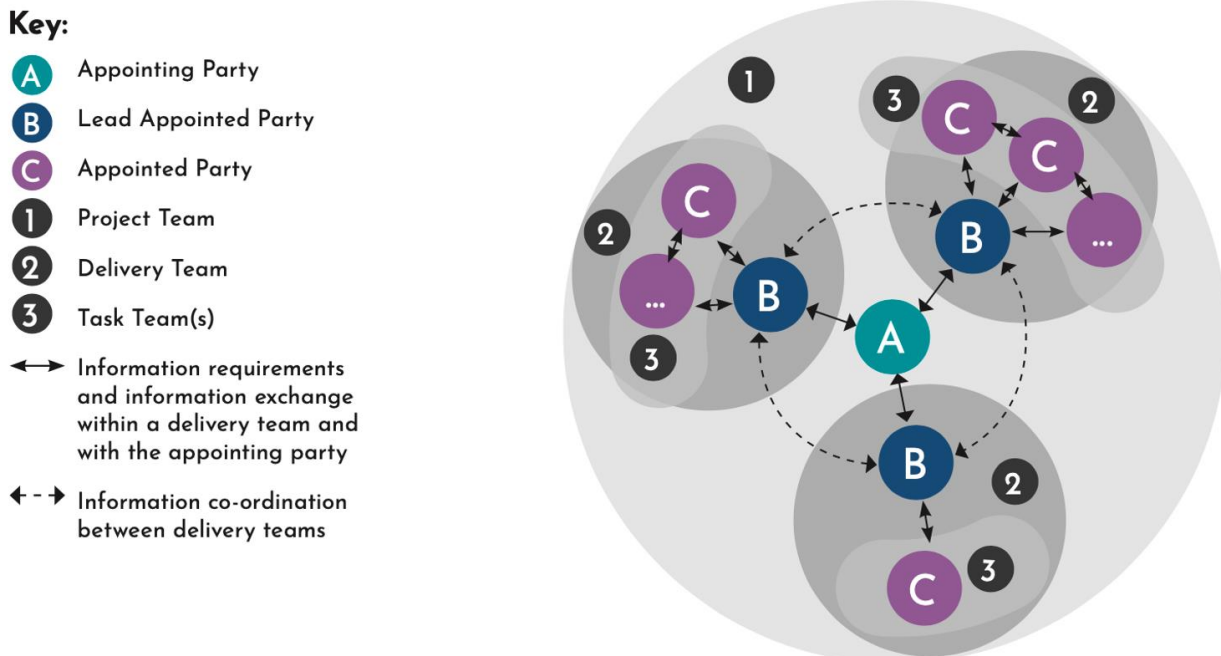 Key:
A Appointing Party
B Lead Appointed Party
C Appointed Party
1 Project Team
2 Delivery Team
3 Task Team(s)
Information requirements
and information exchange
within a delivery team and
with the appointing party
Information co-ordination
between delivery teams
1
3
C
2
C
B
...
C
2
...
B
3
A
B
2
C
3